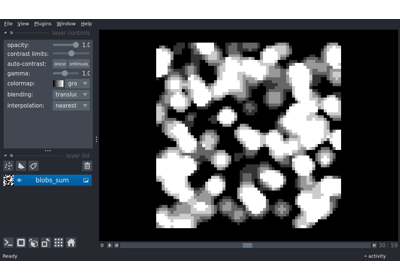 File View Plugins Window Help
layer controls
opacity: 1.0
contrast limits:
auto-contrast: once
gamma: 1.0
colormap: gra
blending: translu
interpolation: nearest
layer list
blobs_sum
0 30 59
Ready activity